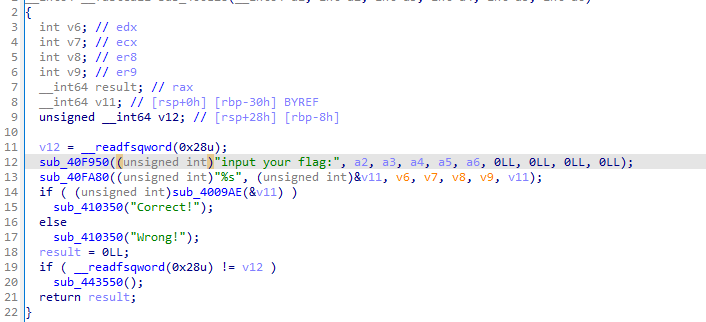 2 {
3 int v6; // edx
4 int v7; // ecx
5 int v8; // er8
6 int v9; // er9
7 __int64 result; // rax
8 __int64 v11; // [rsp+0h] [rbp-30h] BYREF
9 unsigned __int64 v12; // [rsp+28h] [rbp-8h]
10
11 v12 = __readfsqword(0x28u);
12 sub_40F950((unsigned int)"input your flag:", a2, a3, a4, a5, a6, 0LL, 0LL, 0LL, 0LL);
13 sub_40FA80((unsigned int)"%s", (unsigned int)&v11, v6, v7, v8, v9, v11);
14 if ( (unsigned int)sub_4009AE(&v11) )
15 sub_410350("Correct!");
16 else
17 sub_410350("Wrong!");
18 result = 0LL;
19 if ( __readfsqword(0x28u) != v12 )
20 sub_443550();
21 return result;
22 }